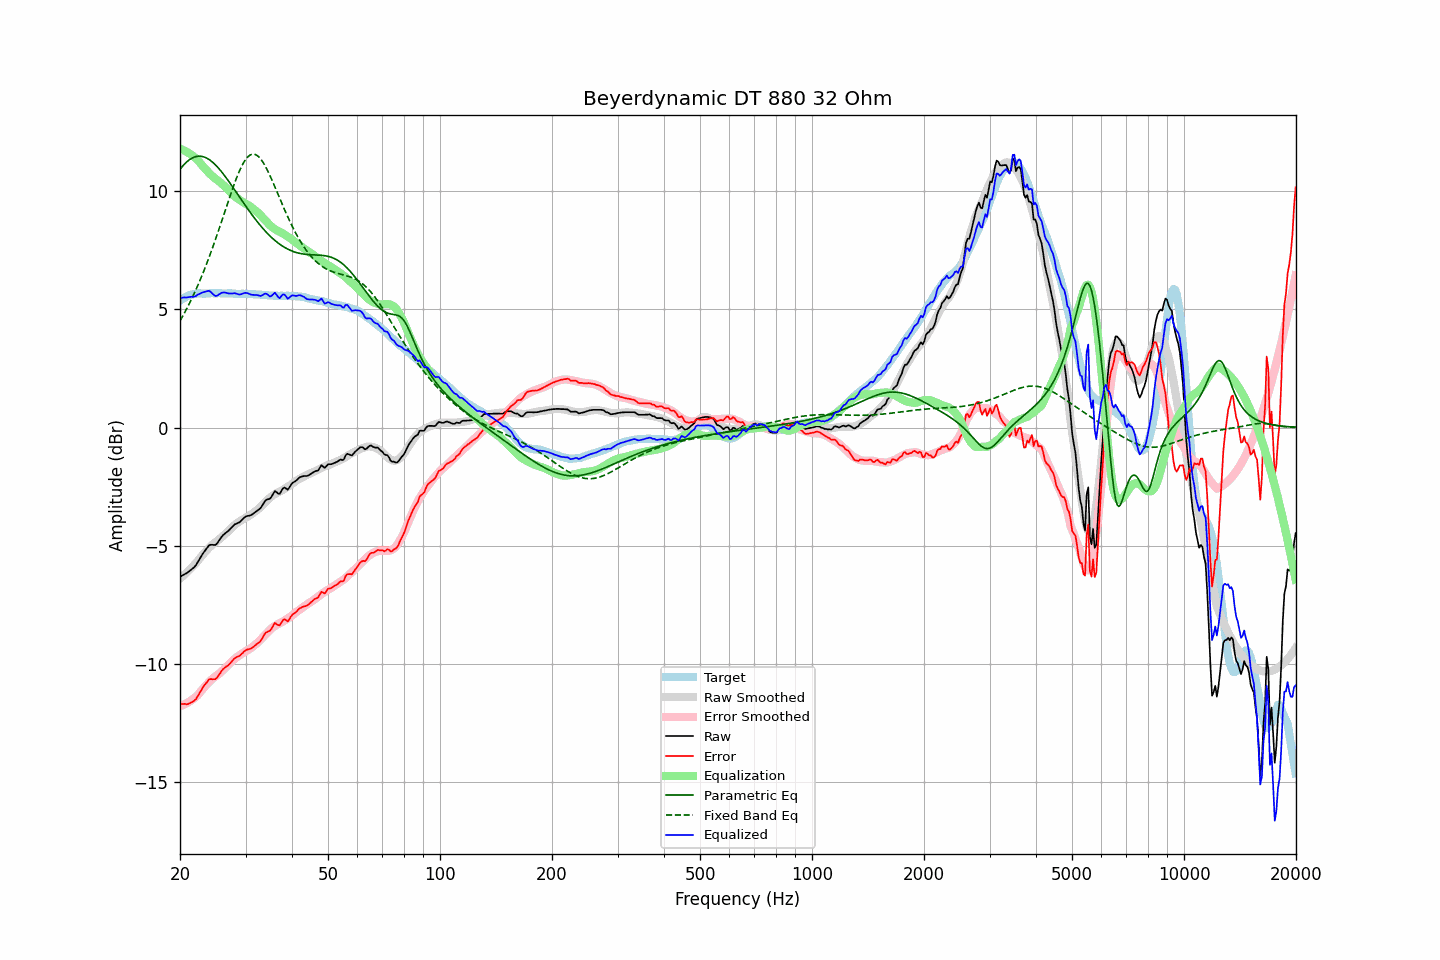 Beyerdynamic DT 880 32 Ohm
Amplitude (dBr)
10
5
0
−5
−10
−15
Target
Raw Smoothed
Error Smoothed
Raw
Error
Equalization
Parametric Eq
Fixed Band Eq
Equalized
20
50
100
200
500
1000
2000
5000
10000
20000
Frequency (Hz)